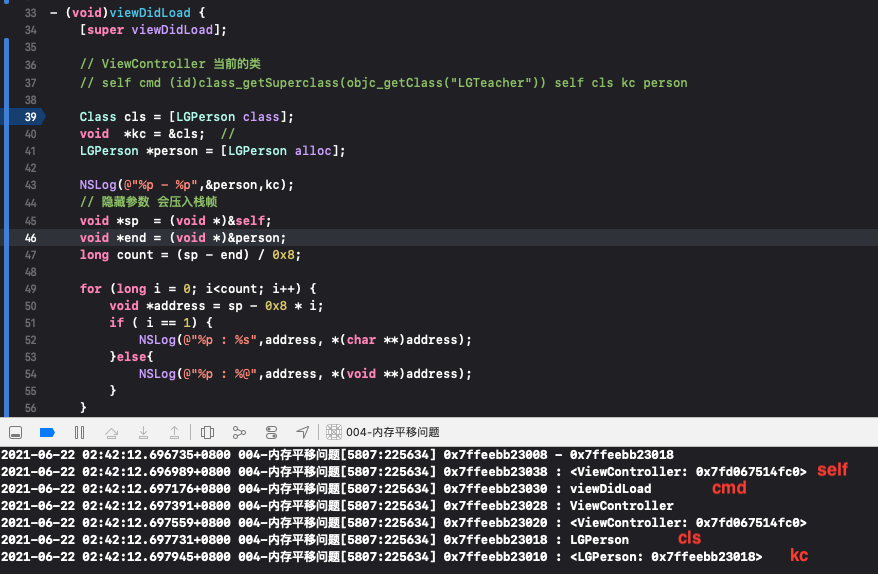 33 - (void)viewDidLoad {
34 [super viewDidLoad];
35
36 // ViewController 当前的类
37 // self cmd (id)class_getSuperclass(objc_getClass("LGTeacher")) self cls kc person
38
39 Class cls = [LGPerson class];
40 void  *kc = &cls;  //
41 LGPerson *person = [LGPerson alloc];
42
43 NSLog(@"%p - %p",&person,kc);
44 // 隐藏参数 会压入栈帧
45 void *sp  = (void *)&self;
46 void *end = (void *)&person;
47 long count = (sp - end) / 0x8;
48
49 for (long i = 0; i<count; i++) {
50 void *address = sp - 0x8 * i;
51 if ( i == 1) {
52 NSLog(@"%p : %s",address, *(char **)address);
53 }else{
54 NSLog(@"%p : %@",address, *(void **)address);
55 }
56 }
004-内存平移问题
2021-06-22 02:42:12.696735+0800 004-内存平移问题[5807:225634] 0x7ffeebb23008 - 0x7ffeebb23018
2021-06-22 02:42:12.696989+0800 004-内存平移问题[5807:225634] 0x7ffeebb23038 : <ViewController: 0x7fd067514fc0> self
2021-06-22 02:42:12.697176+0800 004-内存平移问题[5807:225634] 0x7ffeebb23030 : viewDidLoad cmd
2021-06-22 02:42:12.697391+0800 004-内存平移问题[5807:225634] 0x7ffeebb23028 : ViewController
2021-06-22 02:42:12.697559+0800 004-内存平移问题[5807:225634] 0x7ffeebb23020 : <ViewController: 0x7fd067514fc0>
2021-06-22 02:42:12.697731+0800 004-内存平移问题[5807:225634] 0x7ffeebb23018 : LGPerson cls
2021-06-22 02:42:12.697945+0800 004-内存平移问题[5807:225634] 0x7ffeebb23010 : <LGPerson: 0x7ffeebb23018> kc